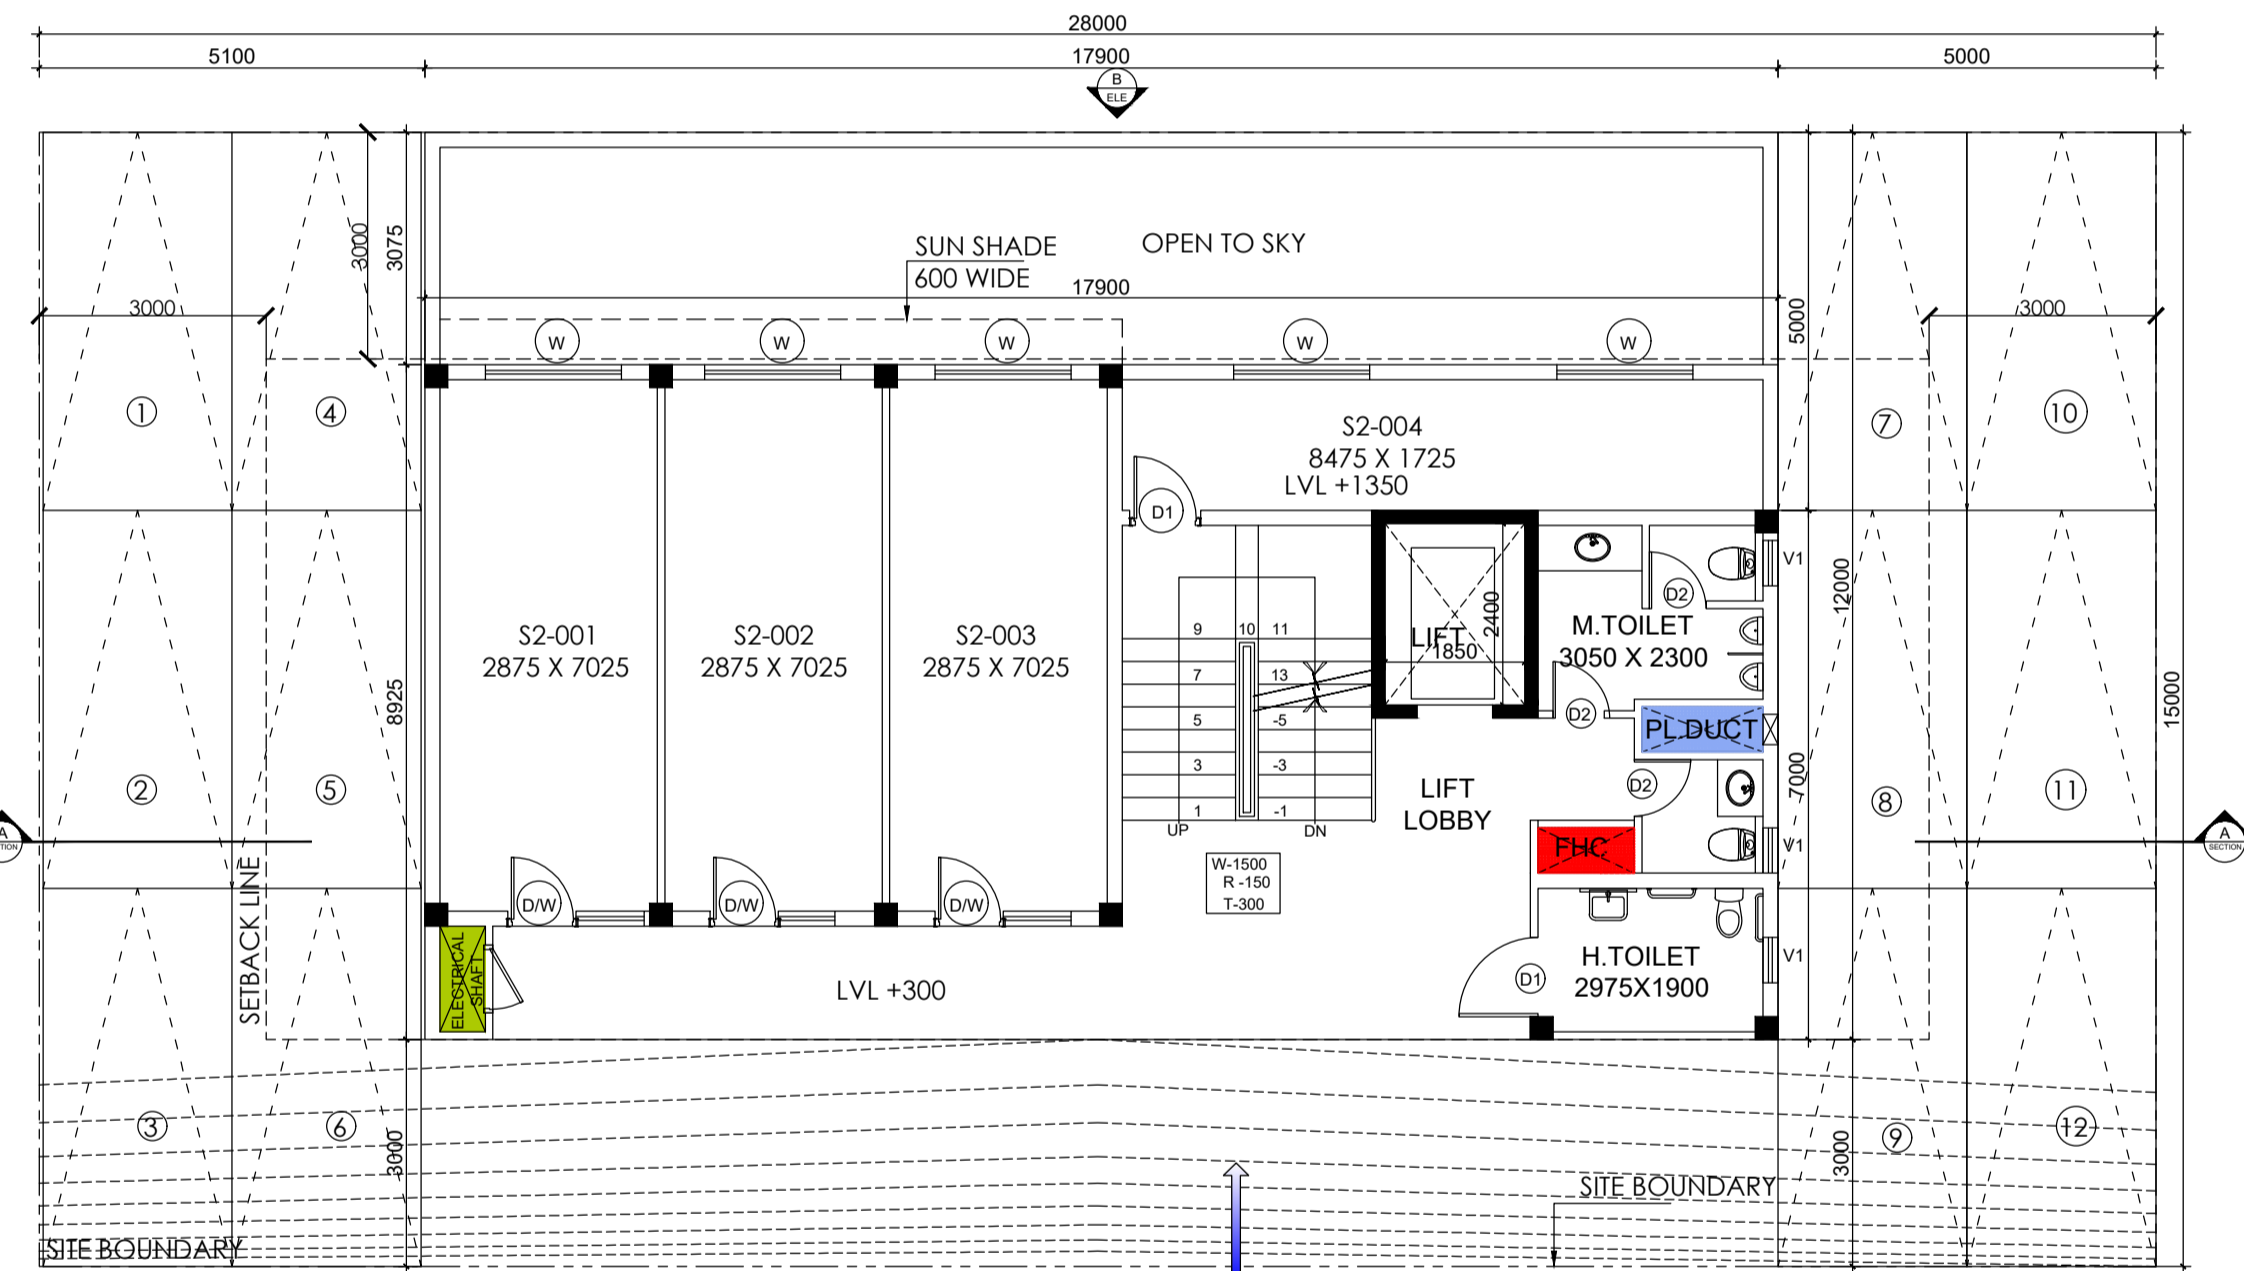 28000
5100
17900
5000
B
ELE
3000
3075
SUN SHADE
600 WIDE
OPEN TO SKY
17900
3000
3000
5000
W
W
W
W
W
1
4
S2-004
8475 X 1725
LVL +1350
7
10
D1
V1
12000
D2
2400
S2-001
2875 X 7025
S2-002
2875 X 7025
S2-003
2875 X 7025
9
10
11
LIFT
1850
M.TOILET
3050 X 2300
7
13
8925
15000
5
-5
D2
PL.DUCT
3
-3
2
5
LIFT
LOBBY
D2
7000
8
11
1
-1
UP
DN
A
TION
A
SECTION
FHC
V1
W-1500
R -150
T-300
SETBACK LINE
D/W
D/W
D/W
ELECTRICAL
SHAFT
LVL +300
D1
H.TOILET
2975X1900
V1
3
6
3000
9
12
3000
SITE BOUNDARY
SITE BOUNDARY